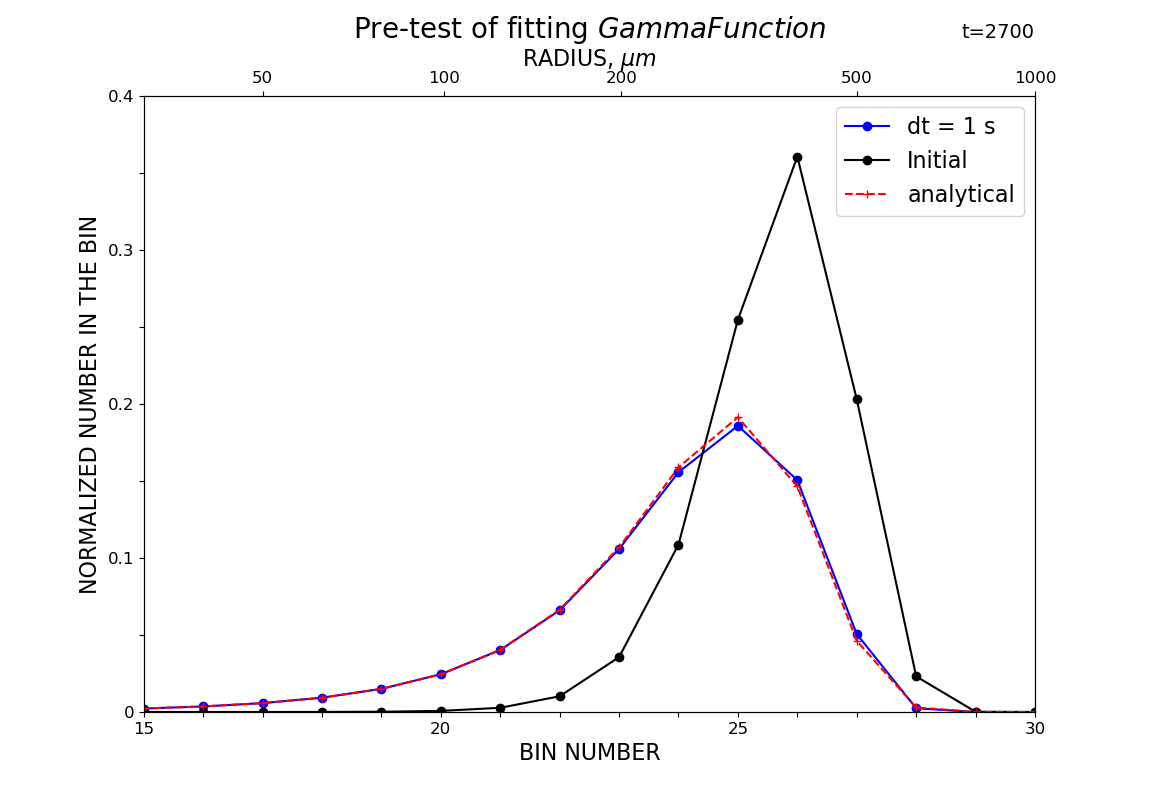 Pre-test of fitting GammaFunction
t=2700
RADIUS, μm
50 100 200 500 1000
0.4
0.3
0.2
0.1
0
NORMALIZED NUMBER IN THE BIN
dt = 1 s
Initial
analytical
15 20 25 30
BIN NUMBER